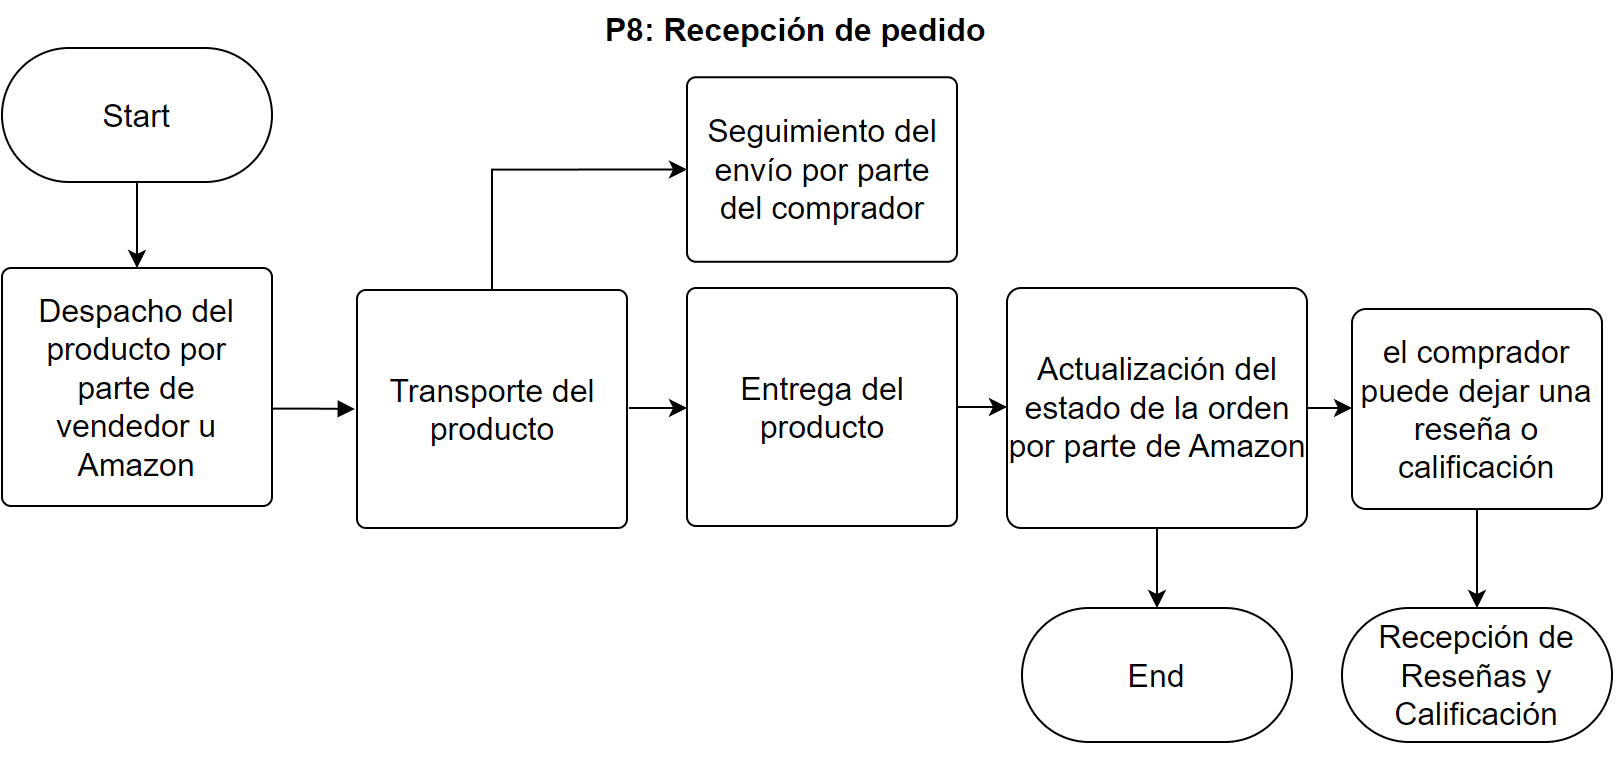 P8: Recepción de pedido
Start
Seguimiento del
envío por parte
del comprador
Despacho del
producto por
parte de
vendedor u
Amazon
Transporte del
producto
Entrega del
producto
Actualización del
estado de la orden
por parte de Amazon
el comprador
puede dejar una
reseña o
calificación
End
Recepción de
Reseñas y
Calificación